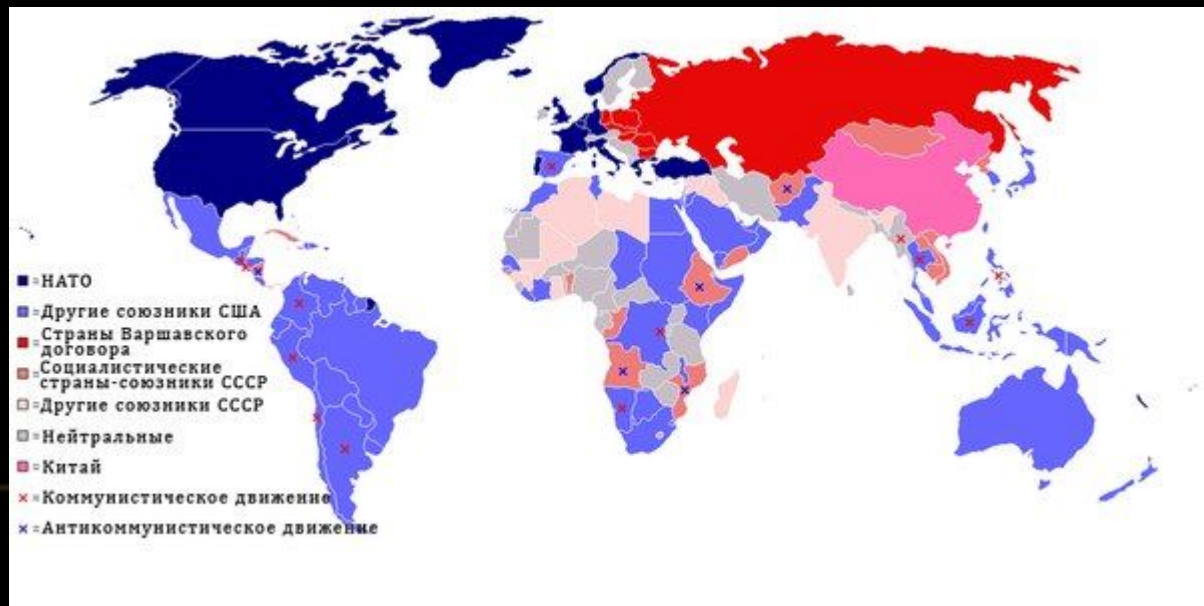 = НАТО
= Другие союзники США
= Страны Варшавского
договора
= Социалистические
страны-союзники СССР
= Другие союзники СССР
= Нейтральные
= Китай
× = Коммунистическое движение
× = Антикоммунистическое движение